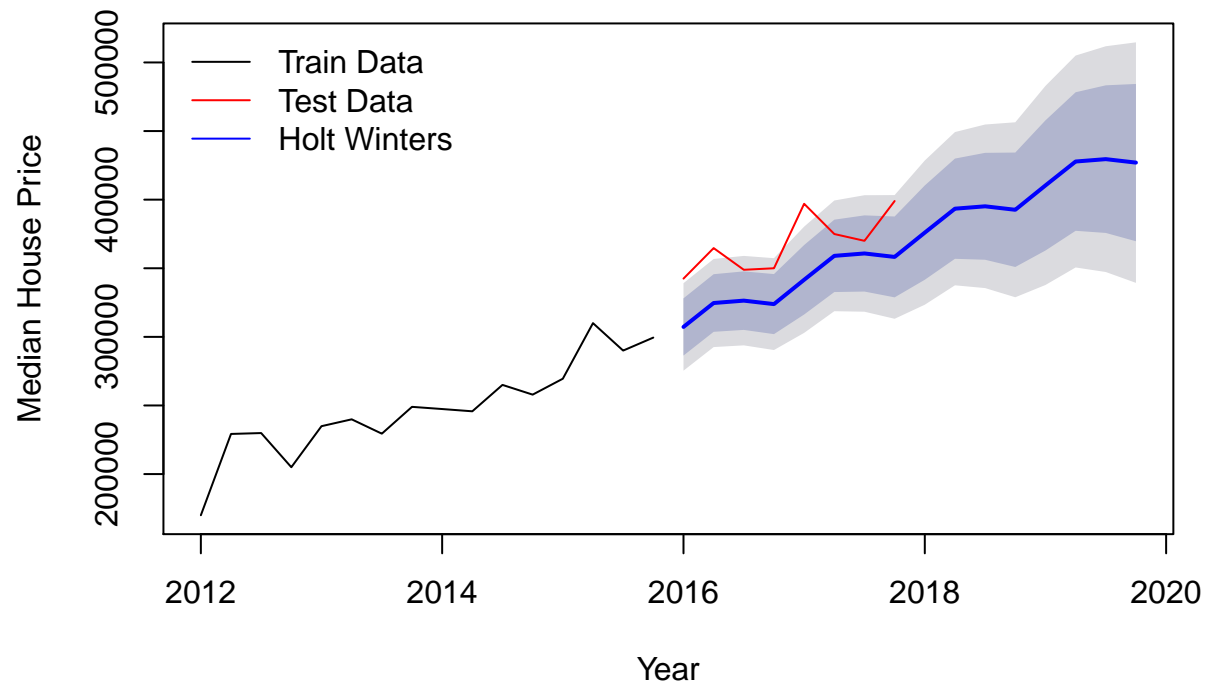 500000
400000
300000
200000
Median House Price
Train Data
Test Data
Holt Winters
2012 2014 2016 2018 2020
Year